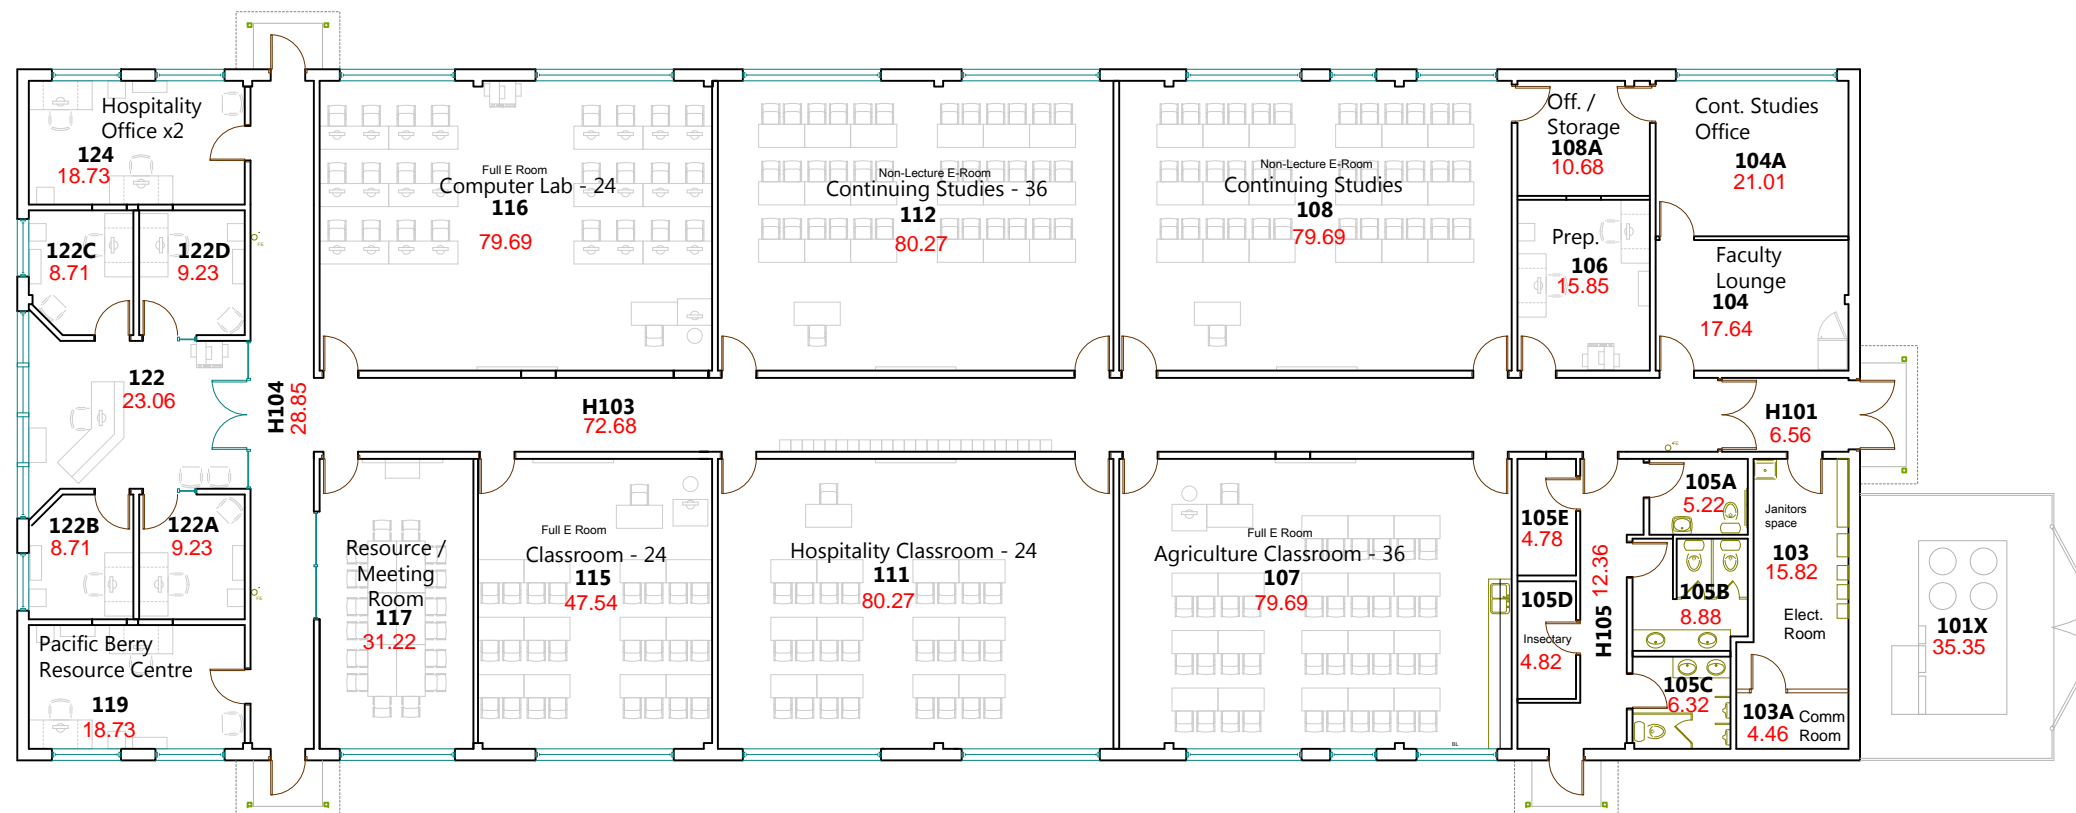 Hospitality
Office x2
124
18.73
122C
8.71
122D
9.23
122
23.06
H104
28.85
122B
8.71
122A
9.23
Pacific Berry
Resource Centre
119
18.73
FE
FE
Full E Room
Computer Lab - 24
116
79.69
Non-Lecture E-Room
Continuing Studies - 36
112
80.27
Non-Lecture E-Room
Continuing Studies
108
79.69
Off. /
Storage
108A
10.68
Cont. Studies
Office
104A
21.01
Prep.
106
15.85
Faculty
Lounge
104
17.64
H103
72.68
H101
6.56
FE
Resource /
Meeting
Room
117
31.22
Full E Room
Classroom - 24
115
47.54
Hospitality Classroom - 24
111
80.27
Full E Room
Agriculture Classroom - 36
107
79.69
BL
105E
4.78
105D
Insectary
4.82
H105
12.36
105A
5.22
105B
8.88
105C
6.32
Janitors
space
103
15.82
Elect.
Room
103A
4.46
Comm
Room
101X
35.35